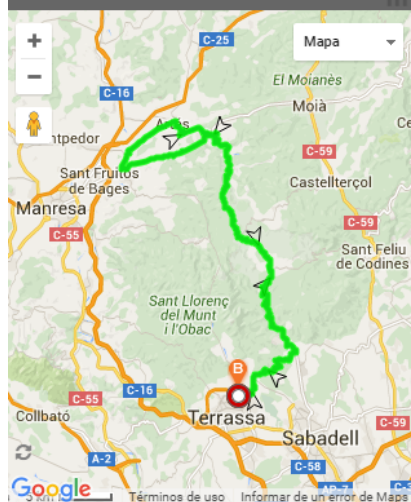 +
−
Mapa
C-25
El Moianès
C-16
Moià
Artés
C-59
Sant Fruitós
de Bages
Castellterçol
Manresa
C-55
C-59
Sant Feliu
de Codines
Sant Llorenç
del Munt
i l'Obac
B
C-16
C-55
Collbató
Terrassa
C-59
Sabadell
A-2
C-58
Google
Términos de uso
Informar de un error de Maps